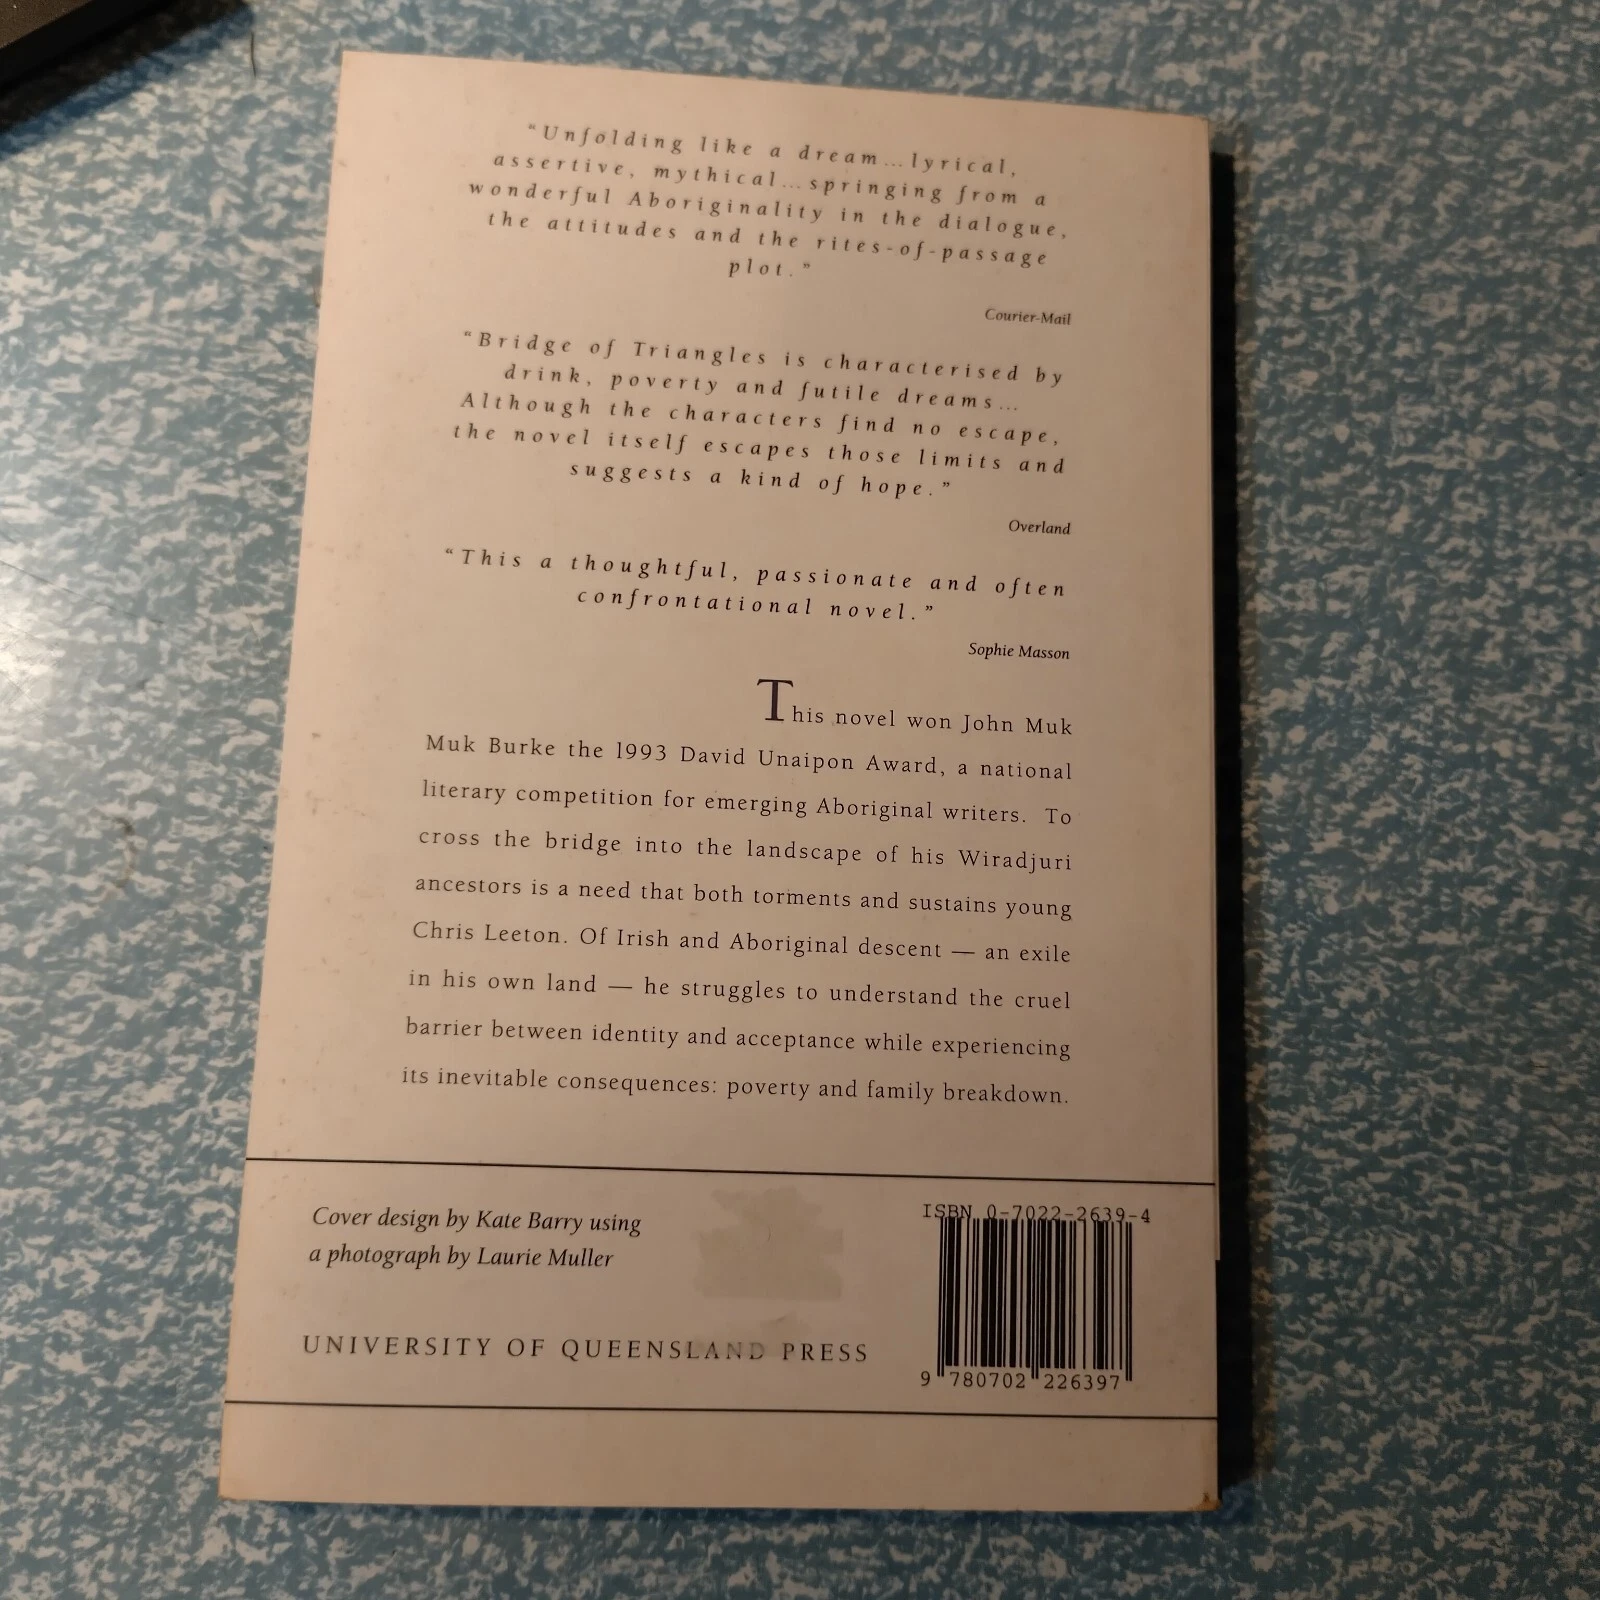 “Unfolding like a dream...lyrical,
assertive, mythical...springing from a
wonderful Aboriginality in the dialogue,
the attitudes and the rites-of-passage
plot.”
Courier-Mail
“Bridge of Triangles is characterised by
drink, poverty and futile dreams...
Although the characters find no escape,
the novel itself escapes those limits and
suggests a kind of hope.”
Overland
“This a thoughtful, passionate and often
confrontational novel.”
Sophie Masson
This novel won John Muk
Muk Burke the 1993 David Unaipon Award, a national
literary competition for emerging Aboriginal writers. To
cross the bridge into the landscape of his Wiradjuri
ancestors is a need that both torments and sustains young
Chris Leeton. Of Irish and Aboriginal descent — an exile
in his own land — he struggles to understand the cruel
barrier between identity and acceptance while experiencing
its inevitable consequences: poverty and family breakdown.
Cover design by Kate Barry using
a photograph by Laurie Muller
UNIVERSITY OF QUEENSLAND PRESS
ISBN 0-7022-2639-4
9 780702 226397